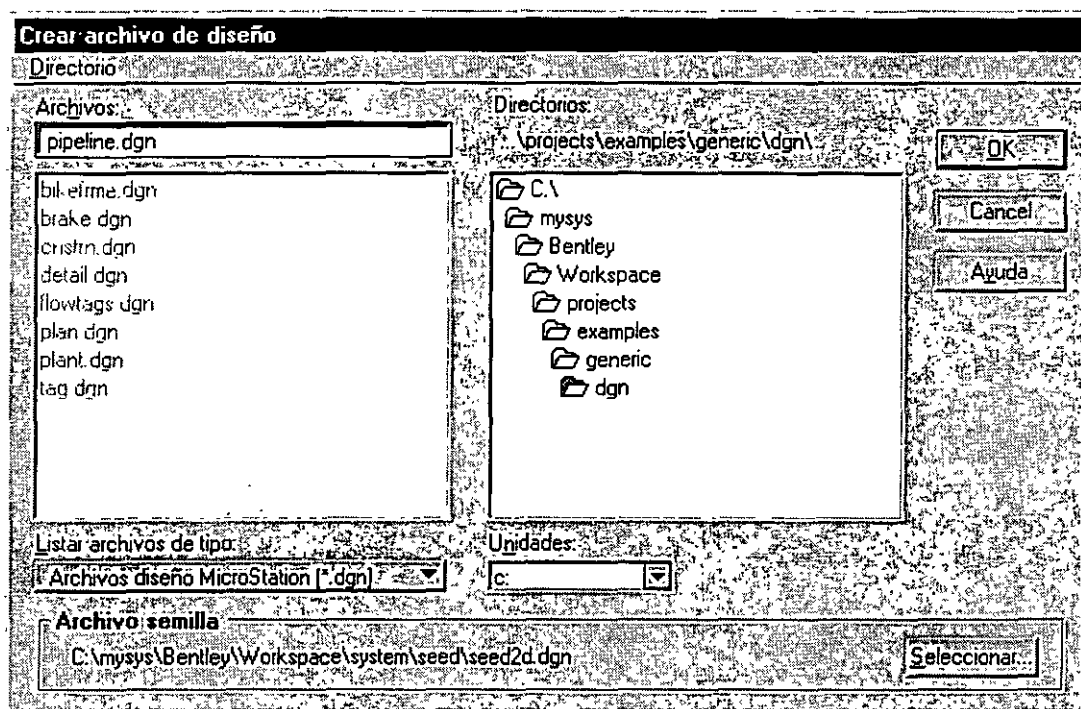 Crear archivo de diseño
Directorio
Archivos:
pipeline.dgn
brake dgn
detail dgn
flowtags dgn
plan dgn
plant.dgn
tag dgn
Listar archivos de tipo:
Archivos diseño MicroStation [*.dgn]
Directorios:
...\projects\examples\generic\dgn\
C:\
mysys
Bentley
Workspace
projects
examples
generic
dgn
Unidades:
c:
OK
Cancel
Ayuda
Archivo semilla
C:\mysys\Bentley\Workspace\system\seed\seed2d.dgn
Seleccionar...